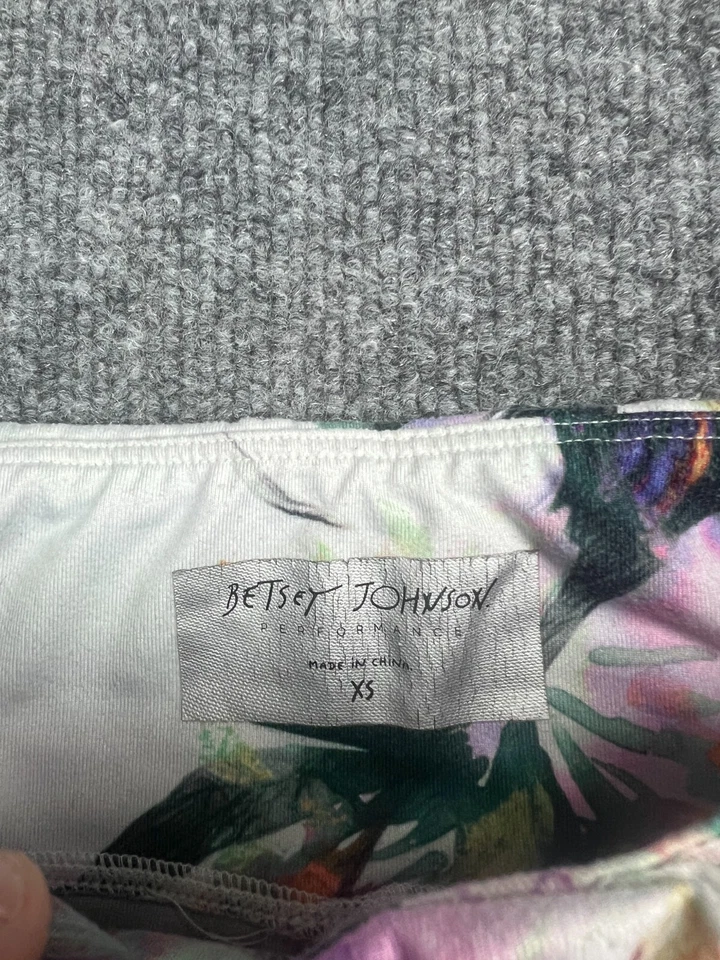 BETSEY JOHNSON.
PERFORMANCE
MADE IN CHINA
XS